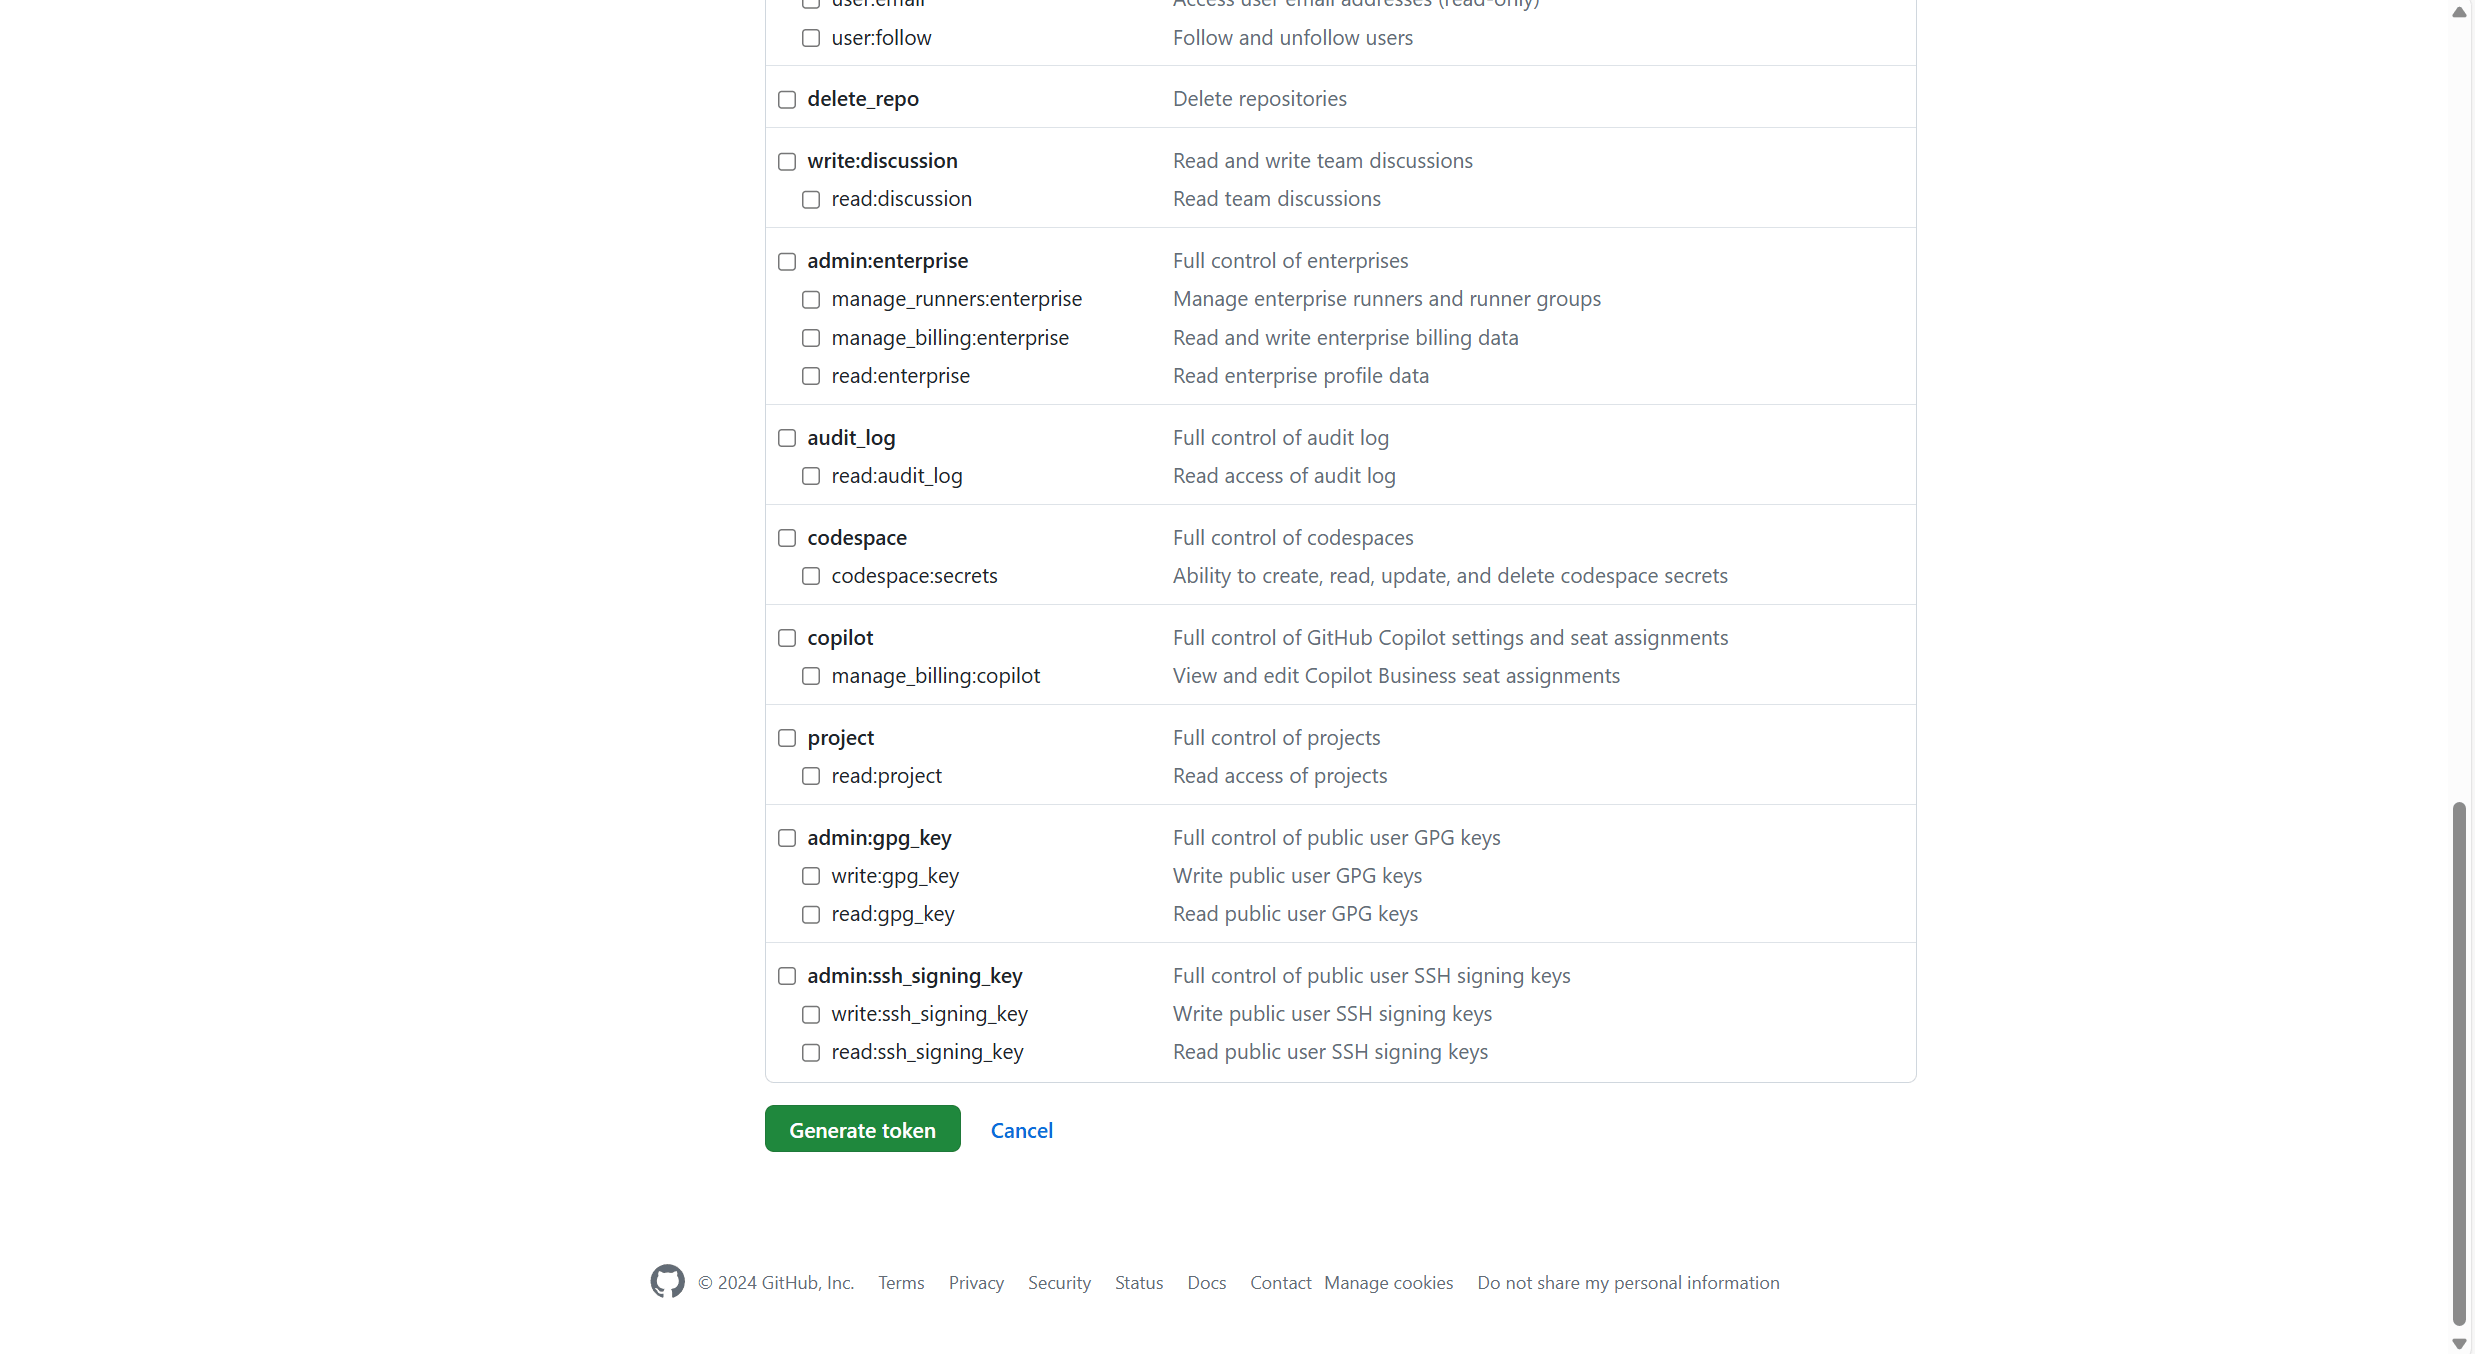 user:email Access user email addresses (read-only)
user:follow Follow and unfollow users
delete_repo Delete repositories
write:discussion Read and write team discussions
read:discussion Read team discussions
admin:enterprise Full control of enterprises
manage_runners:enterprise Manage enterprise runners and runner groups
manage_billing:enterprise Read and write enterprise billing data
read:enterprise Read enterprise profile data
audit_log Full control of audit log
read:audit_log Read access of audit log
codespace Full control of codespaces
codespace:secrets Ability to create, read, update, and delete codespace secrets
copilot Full control of GitHub Copilot settings and seat assignments
manage_billing:copilot View and edit Copilot Business seat assignments
project Full control of projects
read:project Read access of projects
admin:gpg_key Full control of public user GPG keys
write:gpg_key Write public user GPG keys
read:gpg_key Read public user GPG keys
admin:ssh_signing_key Full control of public user SSH signing keys
write:ssh_signing_key Write public user SSH signing keys
read:ssh_signing_key Read public user SSH signing keys
Generate token Cancel
© 2024 GitHub, Inc. Terms Privacy Security Status Docs Contact Manage cookies Do not share my personal information